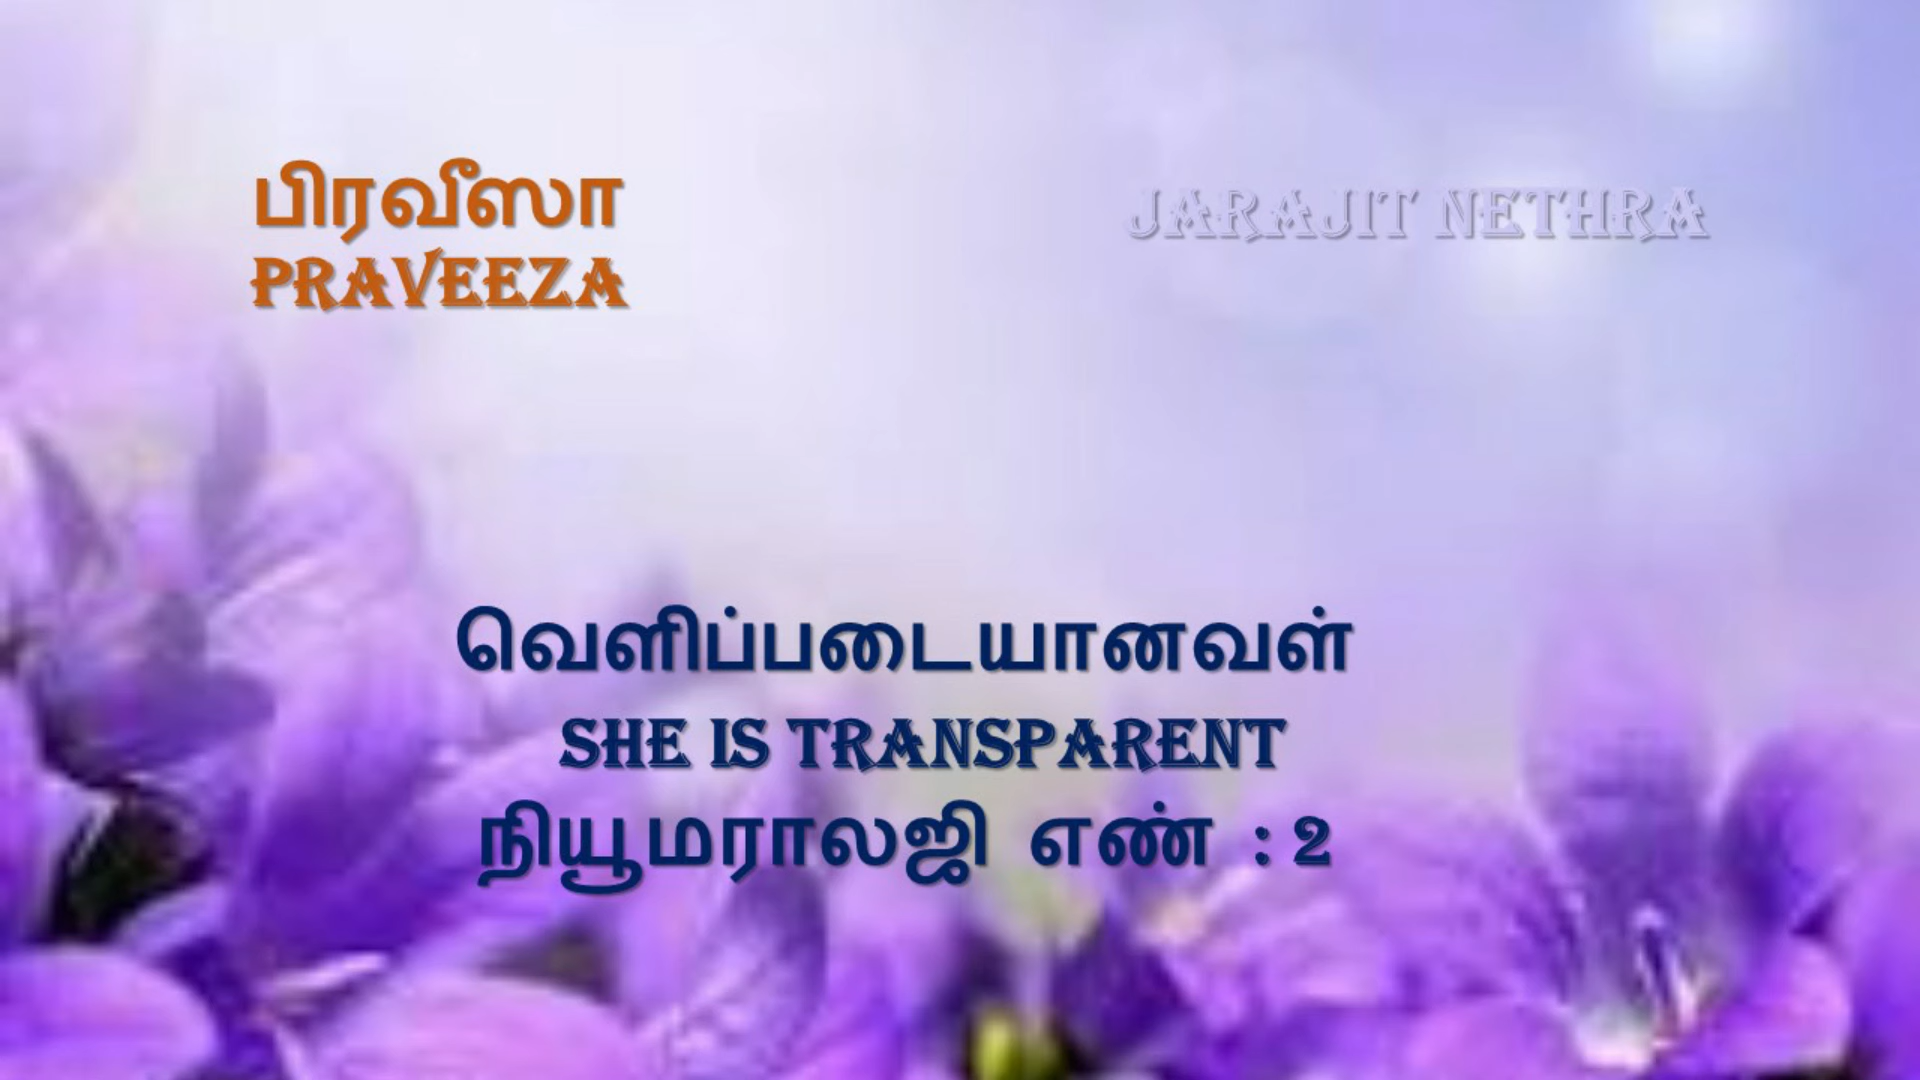 பிரவீஸா
PRAVEEZA
JARAJIT NETHRA
வெளிப்படையானவள்
SHE IS TRANSPARENT
நியூமராலஜி எண் : 2